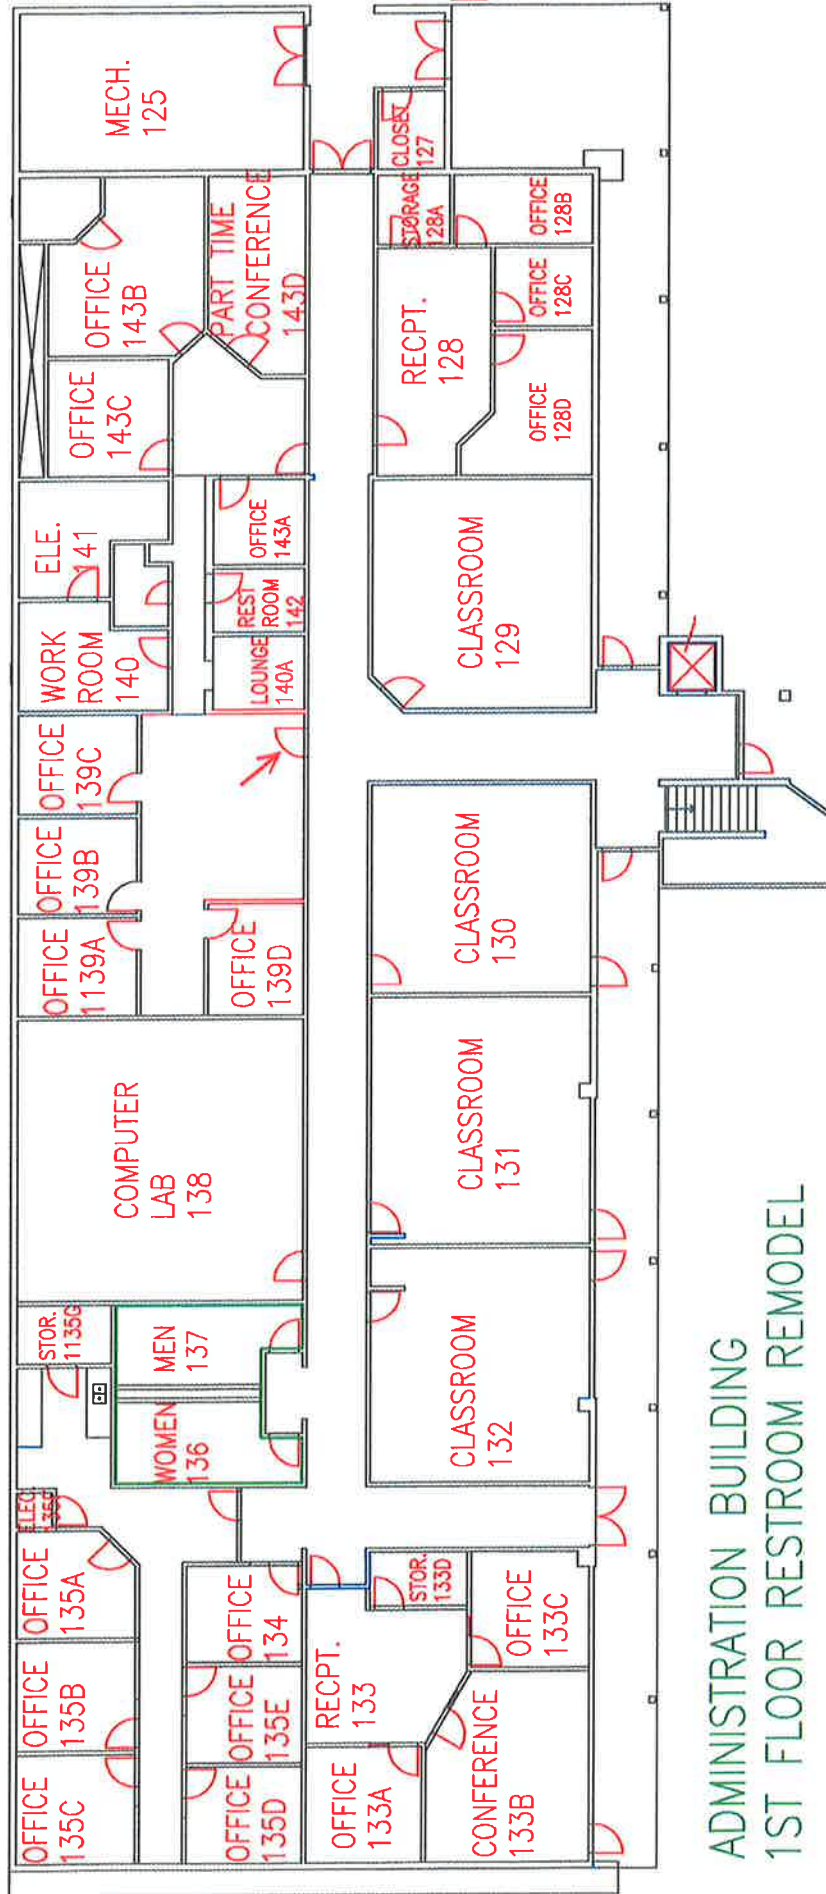 MECH.
125
OFFICE
143B
PART TIME
CONFERENCE
143D
OFFICE
143C
ELE.
141
OFFICE
143A
REST
ROOM
142
WORK
ROOM
140
LOUNGE
140A
OFFICE
139C
OFFICE
139B
OFFICE
1139A
OFFICE
139D
COMPUTER
LAB
138
STOR.
1135G
MEN
137
WOMEN
136
ELEC.
OFFICE
135A
OFFICE
135B
OFFICE
135C
OFFICE
134
OFFICE
135E
OFFICE
135D
CLOSET
127
STORAGE
128A
OFFICE
128B
OFFICE
128C
RECPT.
128
OFFICE
128D
CLASSROOM
129
CLASSROOM
130
CLASSROOM
131
CLASSROOM
132
STOR.
133D
OFFICE
133C
RECPT.
133
OFFICE
133A
CONFERENCE
133B
ADMINISTRATION BUILDING
1ST FLOOR RESTROOM REMODEL